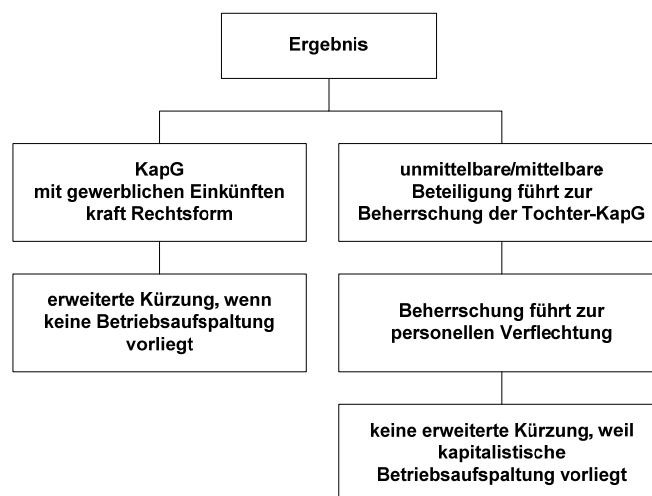 Ergebnis
KapG
mit gewerblichen Einkünften
kraft Rechtsform
erweiterte Kürzung, wenn
keine Betriebsaufspaltung
vorliegt
unmittelbare/mittelbare
Beteiligung führt zur
Beherrschung der Tochter-KapG
Beherrschung führt zur
personellen Verflechtung
keine erweiterte Kürzung, weil
kapitalistische
Betriebsaufspaltung vorliegt